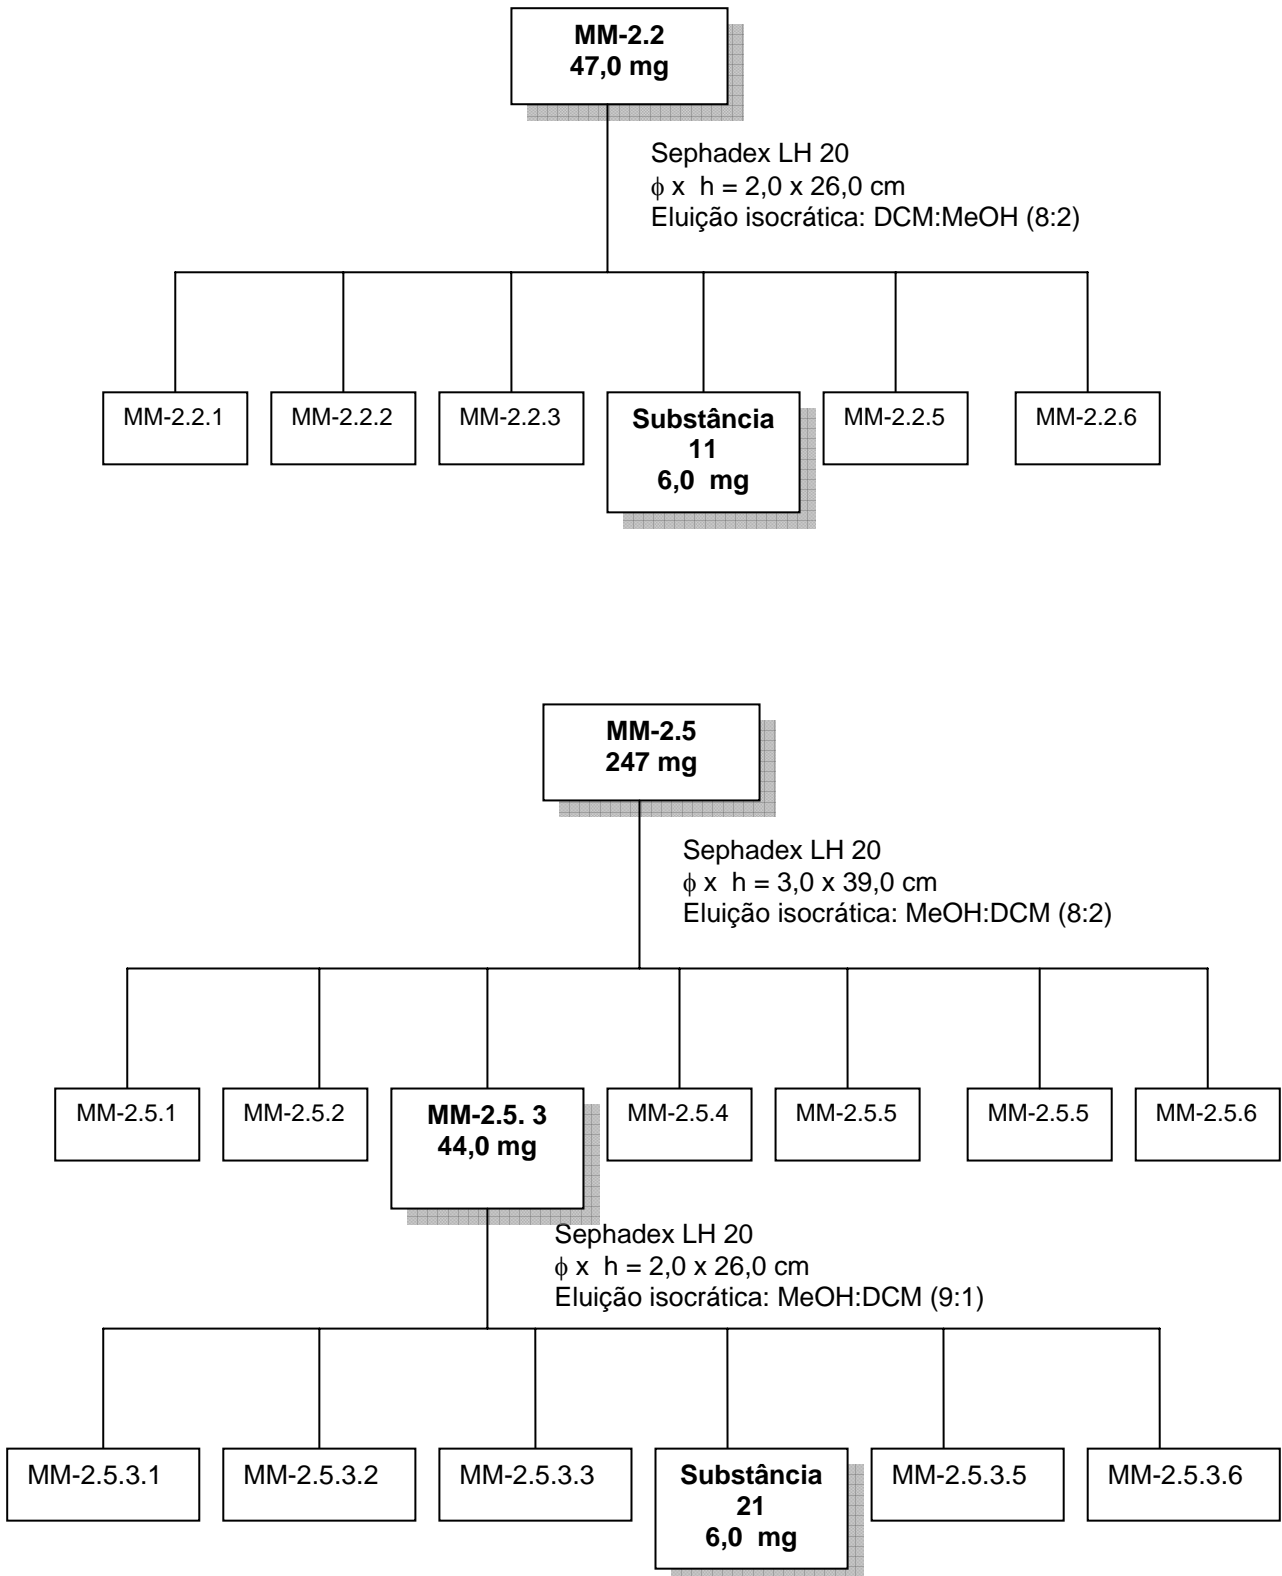 MM-2.2
47,0 mg
Sephadex LH 20
ϕ x h = 2,0 x 26,0 cm
Eluição isocrática: DCM:MeOH (8:2)
MM-2.2.1
MM-2.2.2
MM-2.2.3
Substância
11
6,0 mg
MM-2.2.5
MM-2.2.6
MM-2.5
247 mg
Sephadex LH 20
ϕ x h = 3,0 x 39,0 cm
Eluição isocrática: MeOH:DCM (8:2)
MM-2.5.1
MM-2.5.2
MM-2.5. 3
44,0 mg
MM-2.5.4
MM-2.5.5
MM-2.5.5
MM-2.5.6
Sephadex LH 20
ϕ x h = 2,0 x 26,0 cm
Eluição isocrática: MeOH:DCM (9:1)
MM-2.5.3.1
MM-2.5.3.2
MM-2.5.3.3
Substância
21
6,0 mg
MM-2.5.3.5
MM-2.5.3.6